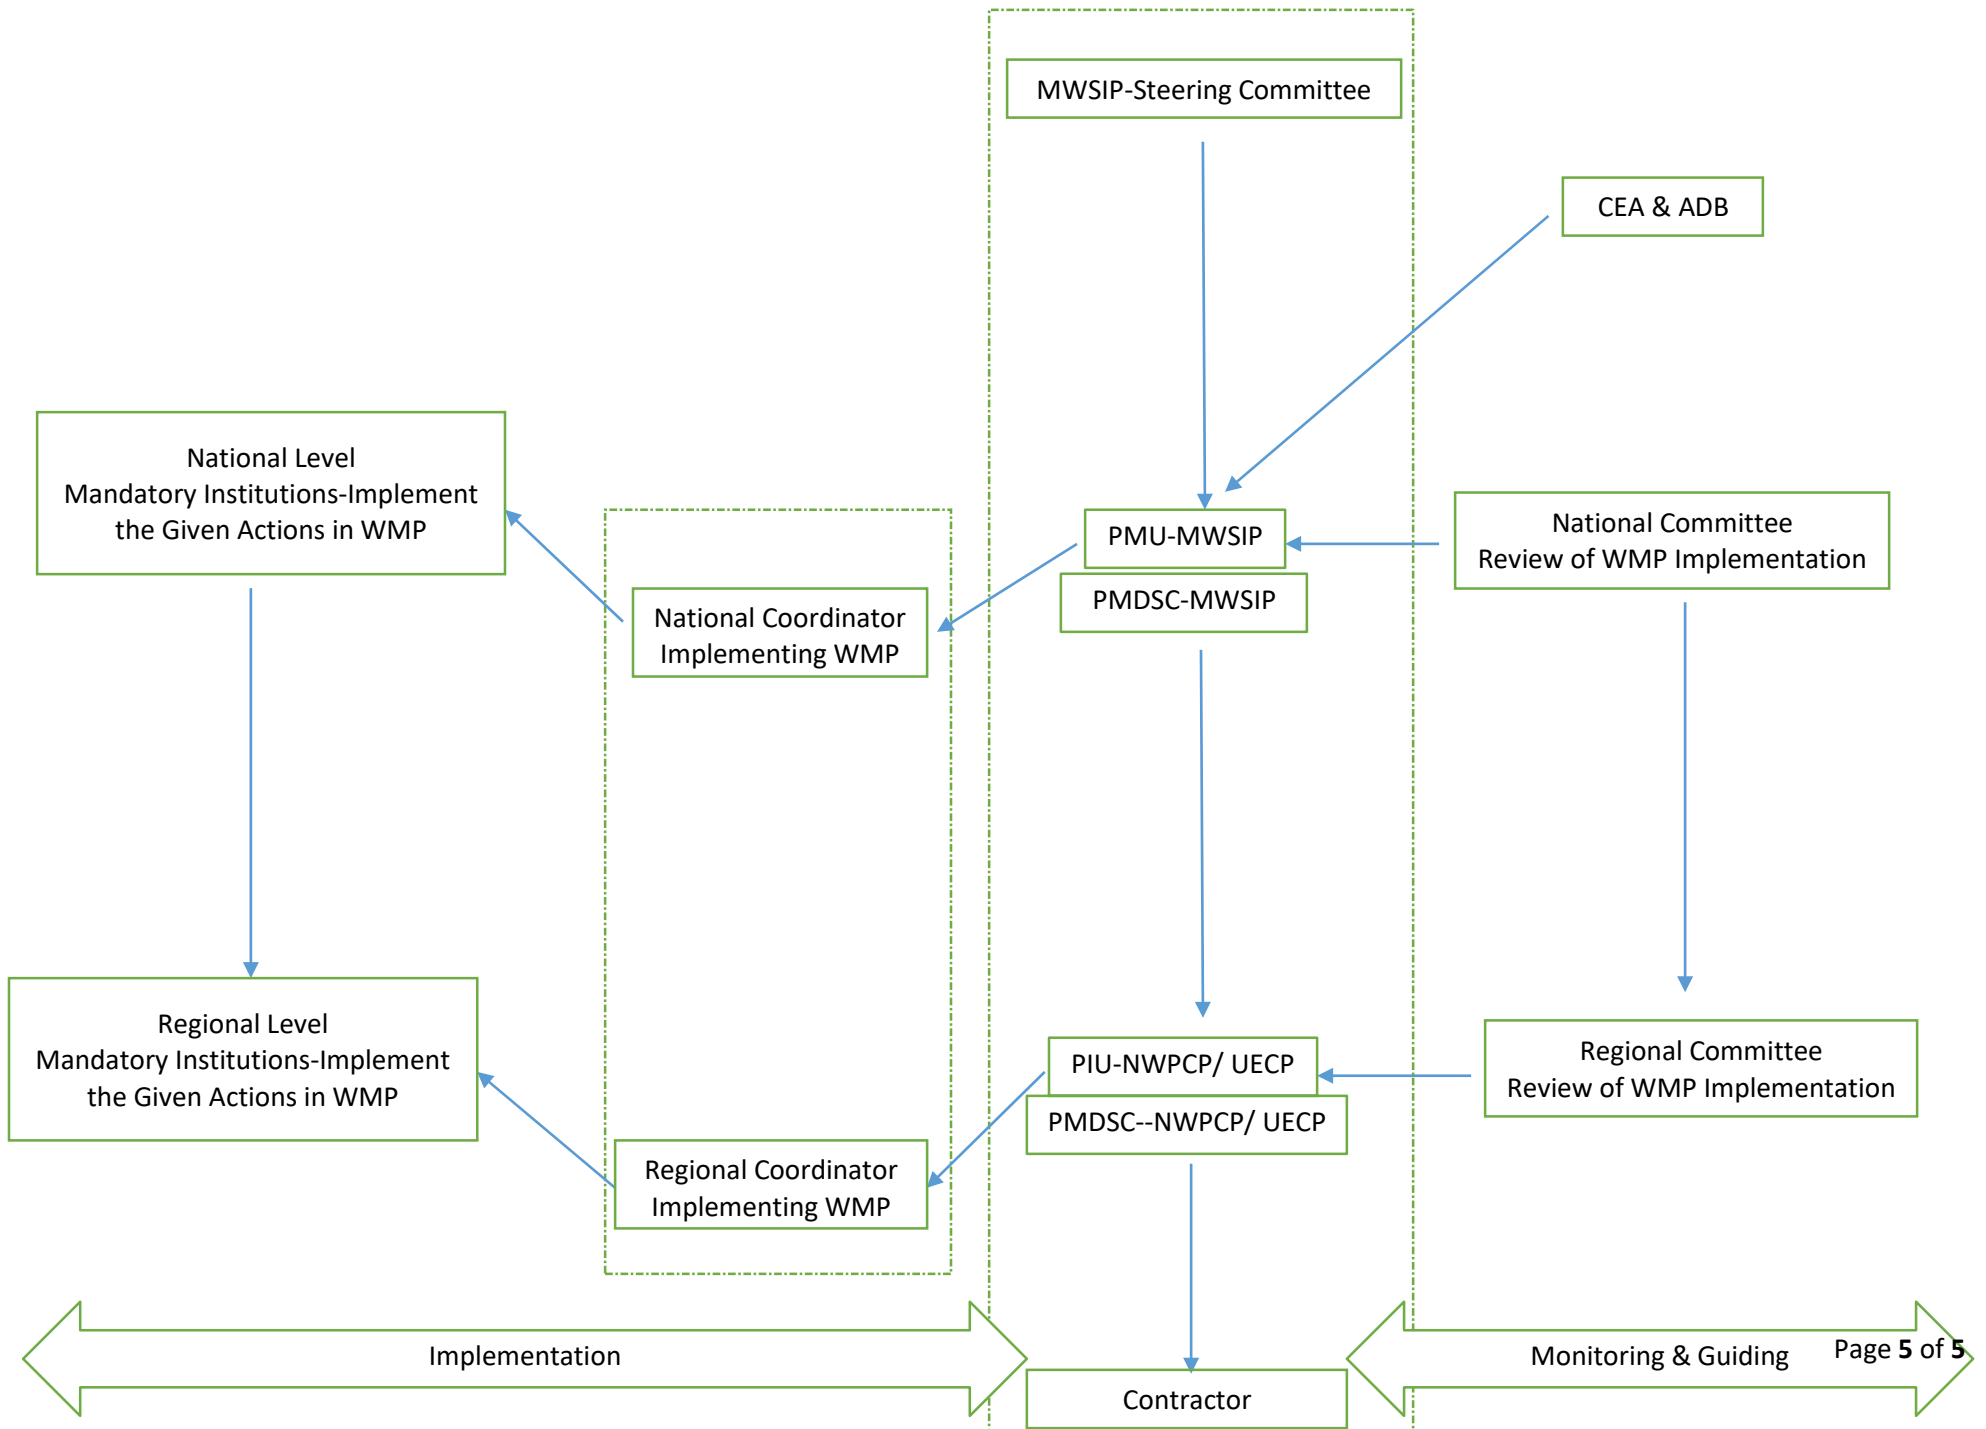 MWSIP-Steering Committee
CEA & ADB
National Level
Mandatory Institutions-Implement
the Given Actions in WMP
National Coordinator
Implementing WMP
PMU-MWSIP
PMDSC-MWSIP
National Committee
Review of WMP Implementation
Regional Level
Mandatory Institutions-Implement
the Given Actions in WMP
Regional Coordinator
Implementing WMP
PIU-NWPCP/ UECP
PMDSC--NWPCP/ UECP
Regional Committee
Review of WMP Implementation
Implementation
Monitoring & Guiding
Page 5 of 5
Contractor